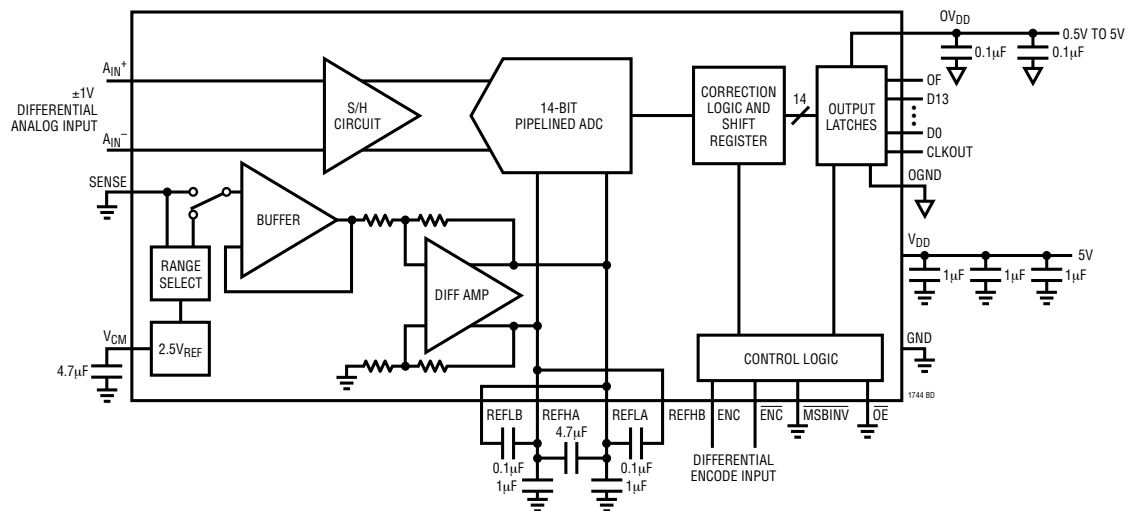 OVDD
0.5V TO 5V
0.1µF
0.1µF
AIN+
±1V
DIFFERENTIAL
ANALOG INPUT
AIN−
S/H
CIRCUIT
14-BIT
PIPELINED ADC
CORRECTION
LOGIC AND
SHIFT
REGISTER
14
OUTPUT
LATCHES
OF
D13
D0
CLKOUT
OGND
SENSE
BUFFER
RANGE
SELECT
DIFF AMP
VDD
5V
1µF
1µF
1µF
VCM
4.7µF
2.5VREF
GND
CONTROL LOGIC
1744 BD
REFLB
REFHA
REFLA
REFHB
ENC
E̅N̅C̅
M̅S̅B̅I̅N̅V̅
O̅E̅
4.7µF
0.1µF
0.1µF
1µF
1µF
DIFFERENTIAL
ENCODE INPUT